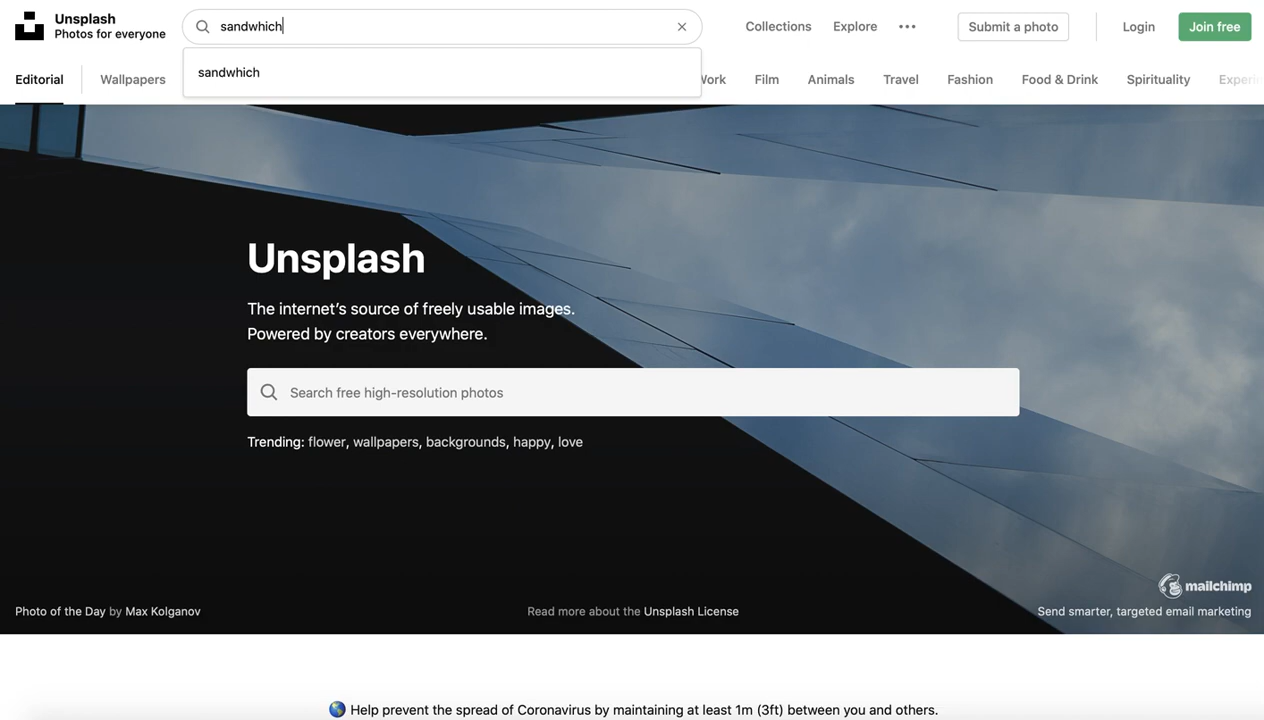 Unsplash
Photos for everyone
sandwhich
Collections
Explore
Submit a photo
Login
Join free
sandwhich
Editorial
Wallpapers
Work
Film
Animals
Travel
Fashion
Food & Drink
Spirituality
Unsplash
The internet’s source of freely usable images.
Powered by creators everywhere.
Search free high-resolution photos
Trending: flower, wallpapers, backgrounds, happy, love
mailchimp
Photo of the Day by Max Kolganov
Read more about the Unsplash License
Send smarter, targeted email marketing
🌎 Help prevent the spread of Coronavirus by maintaining at least 1m (3ft) between you and others.